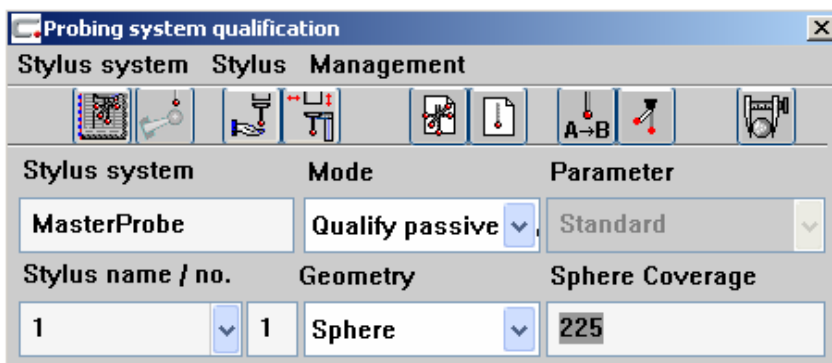 Probing system qualification
Stylus system Stylus Management
A→B
Stylus system Mode Parameter
MasterProbe Qualify passive Standard
Stylus name / no. Geometry Sphere Coverage
1 1 Sphere 225